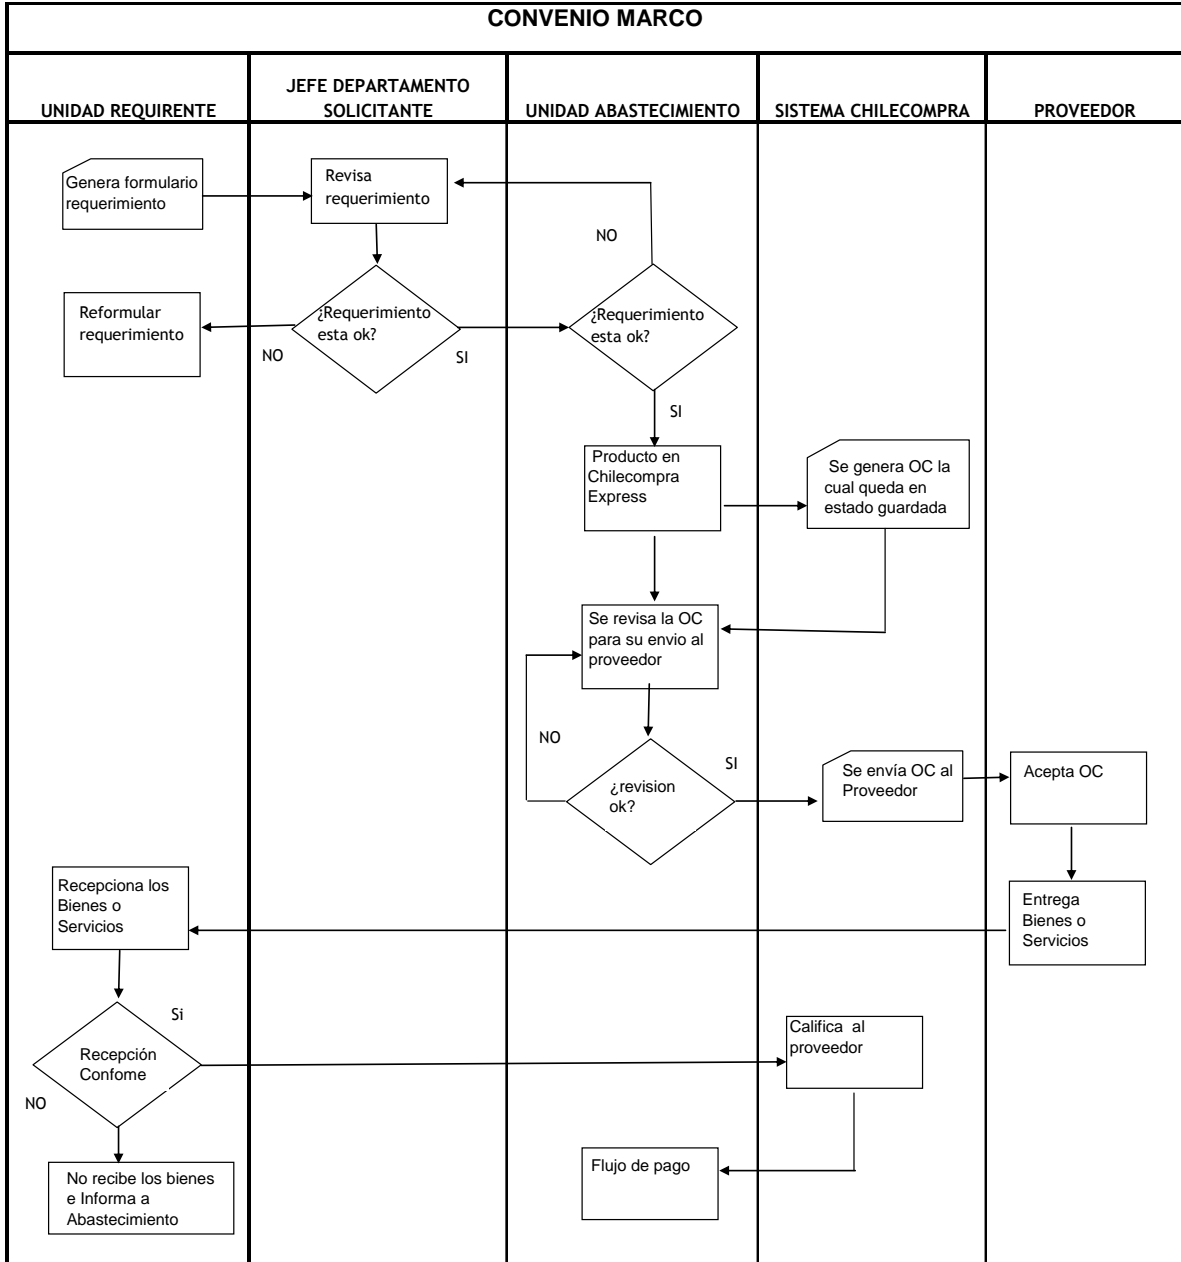 CONVENIO MARCO
UNIDAD REQUIRENTE
JEFE DEPARTAMENTO
SOLICITANTE
UNIDAD ABASTECIMIENTO
SISTEMA CHILECOMPRA
PROVEEDOR
Genera formulario
requerimiento
Revisa
requerimiento
NO
Reformular
requerimiento
NO
¿Requerimiento
esta ok?
SI
¿Requerimiento
esta ok?
SI
Producto en
Chilecompra
Express
Se genera OC la
cual queda en
estado guardada
Se revisa la OC
para su envio al
proveedor
NO
¿revision
ok?
SI
Se envía OC al
Proveedor
Acepta OC
Entrega
Bienes o
Servicios
Recepciona los
Bienes o
Servicios
Si
Recepción
Confome
NO
Califica al
proveedor
Flujo de pago
No recibe los bienes
e Informa a
Abastecimiento